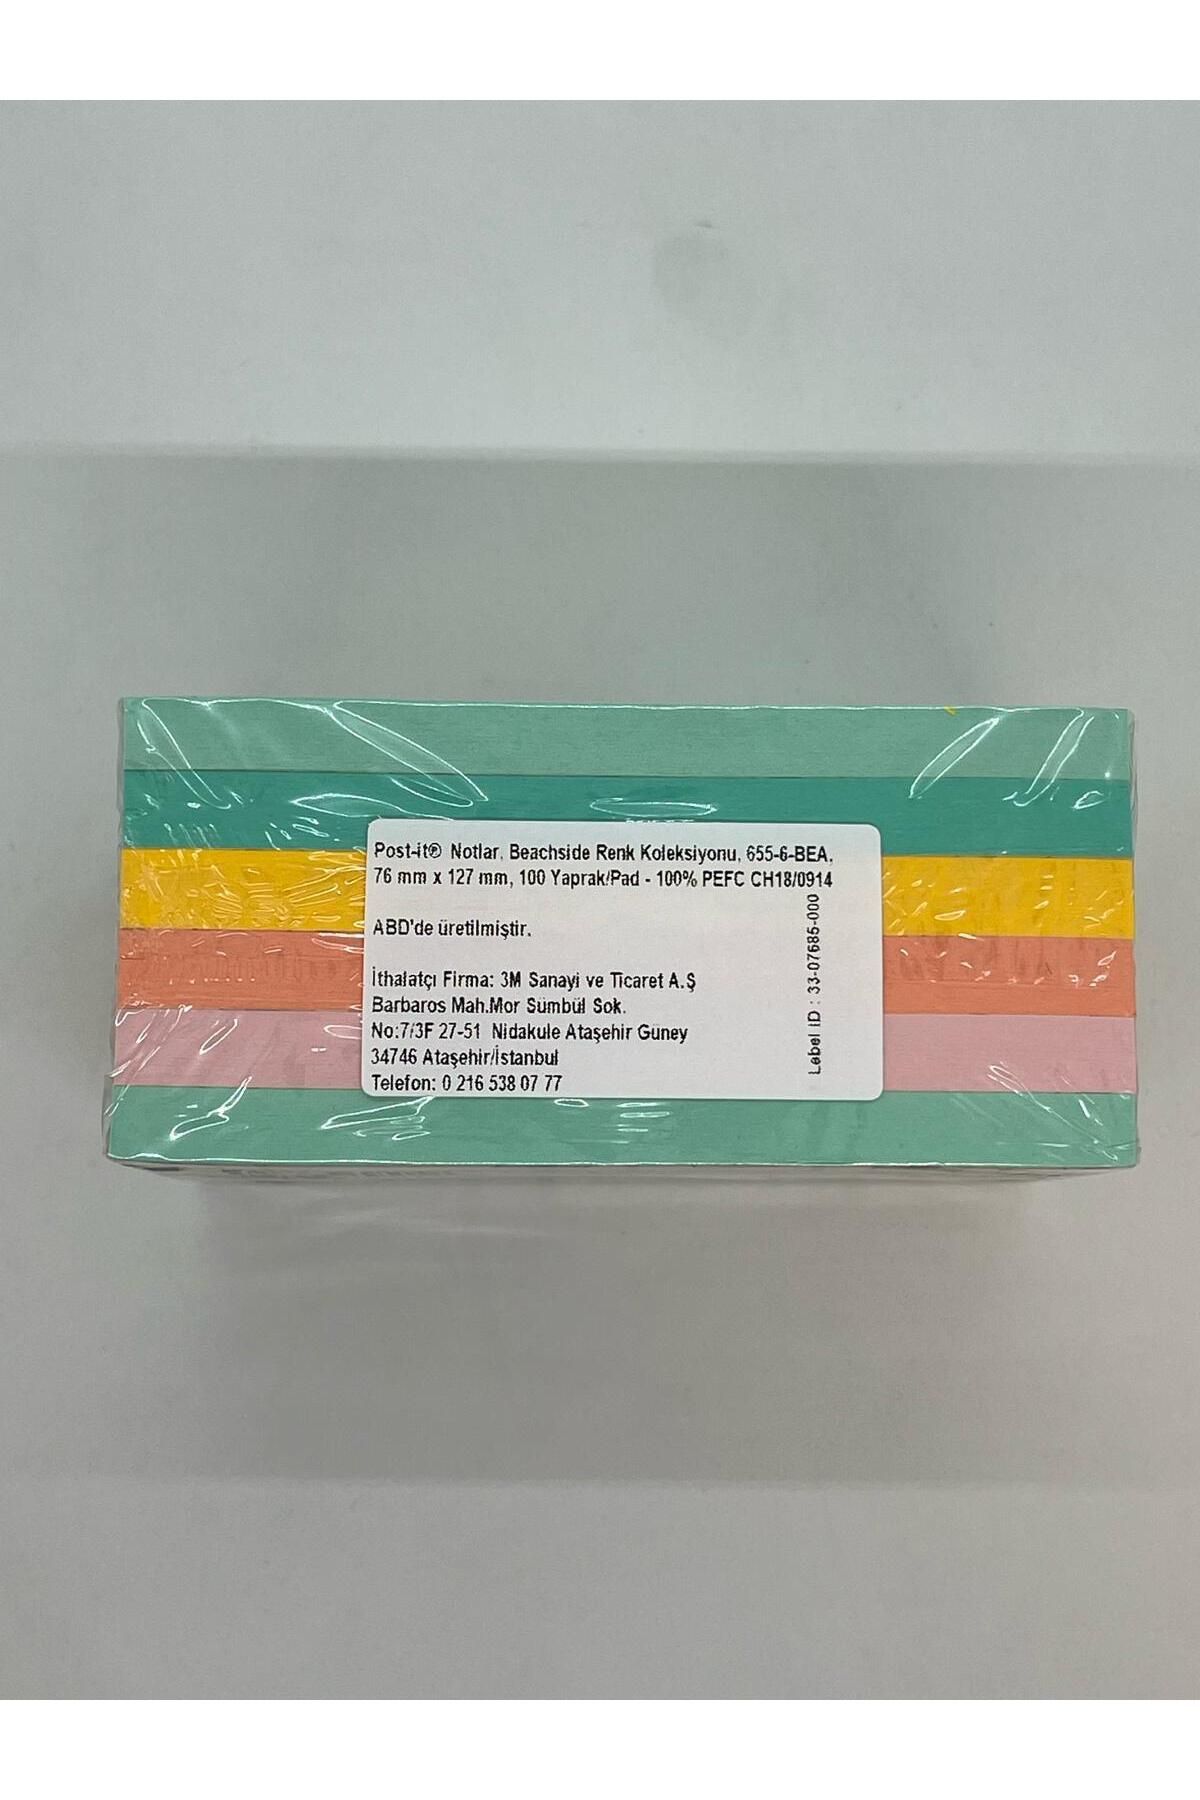 Post-it® Notlar, Beachside Renk Koleksiyonu, 655-6-BEA,
76 mm x 127 mm, 100 Yaprak/Pad - 100% PEFC CH18/0914
ABD'de üretilmiştir.
İthalatçı Firma: 3M Sanayi ve Ticaret A.Ş
Barbaros Mah.Mor Sümbül Sok.
No:7/3F 27-51 Nidakule Ataşehir Güney
34746 Ataşehir/İstanbul
Telefon: 0 216 538 07 77
Label ID : 33-07685-000